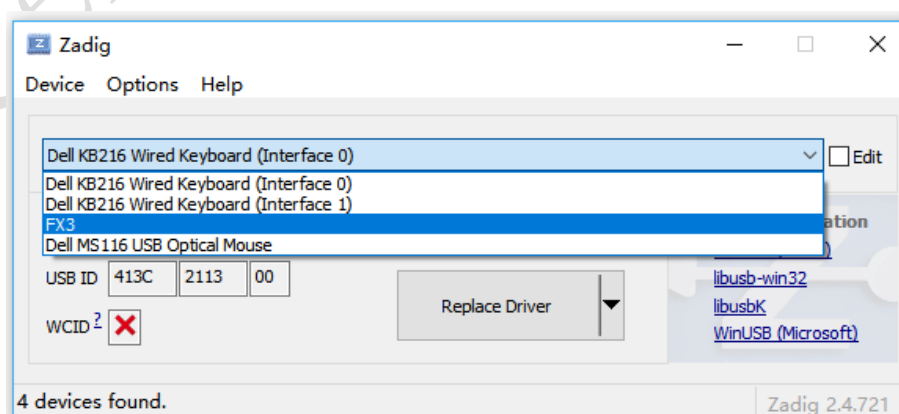 Zadig
Device Options Help
Dell KB216 Wired Keyboard (Interface 0)
Edit
Dell KB216 Wired Keyboard (Interface 0)
Dell KB216 Wired Keyboard (Interface 1)
FX3
ation
Dell MS116 USB Optical Mouse
USB ID 413C 2113 00
libusb-win32
Replace Driver
libusbK
WCID ?
WinUSB (Microsoft)
4 devices found.
Zadig 2.4.721